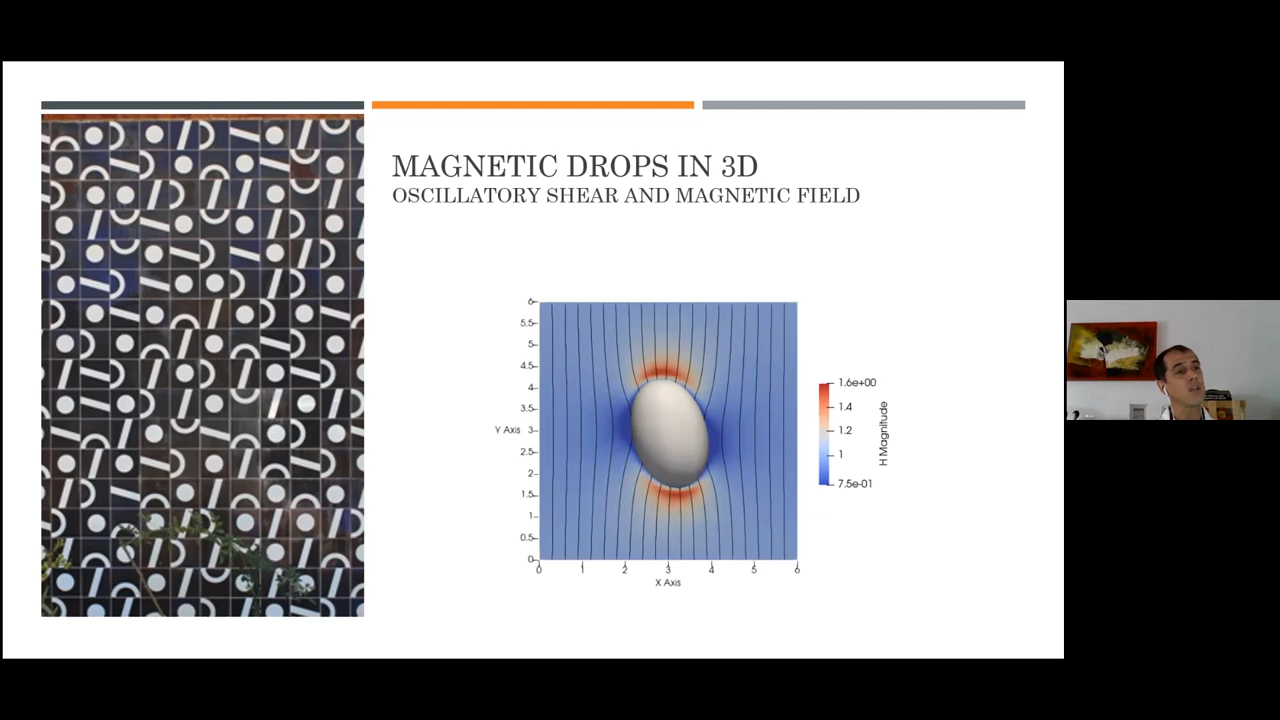 MAGNETIC DROPS IN 3D
OSCILLATORY SHEAR AND MAGNETIC FIELD
6
5.5
5
4.5
4
3.5
Y Axis 3
2.5
2
1.5
1
0.5
0
0 1 2 3 4 5 6
X Axis
1.6e+00
1.4
1.2
1
7.5e-01
H Magnitude